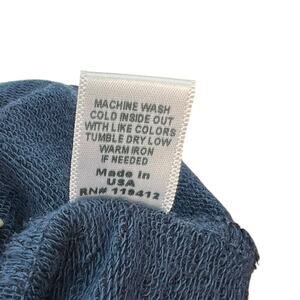 MACHINE WASH
COLD INSIDE OUT
WITH LIKE COLORS
TUMBLE DRY LOW
WARM IRON
IF NEEDED
Made in
USA
RN# 119412